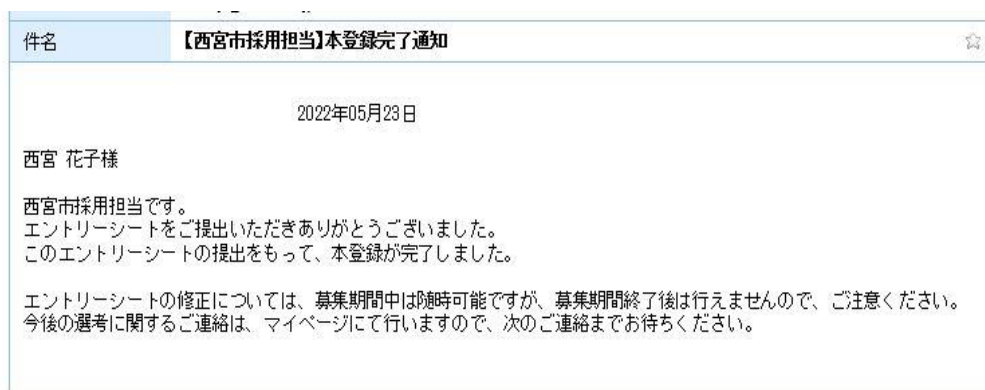 件名 【西宮市採用担当】本登録完了通知
2022年05月23日
西宮 花子様
西宮市採用担当です。
エントリーシートをご提出いただきありがとうございました。
このエントリーシートの提出をもって、本登録が完了しました。
エントリーシートの修正については、募集期間中は随時可能ですが、募集期間終了後は行えませんので、ご注意ください。
今後の選考に関するご連絡は、マイページにて行いますので、次のご連絡までお待ちください。